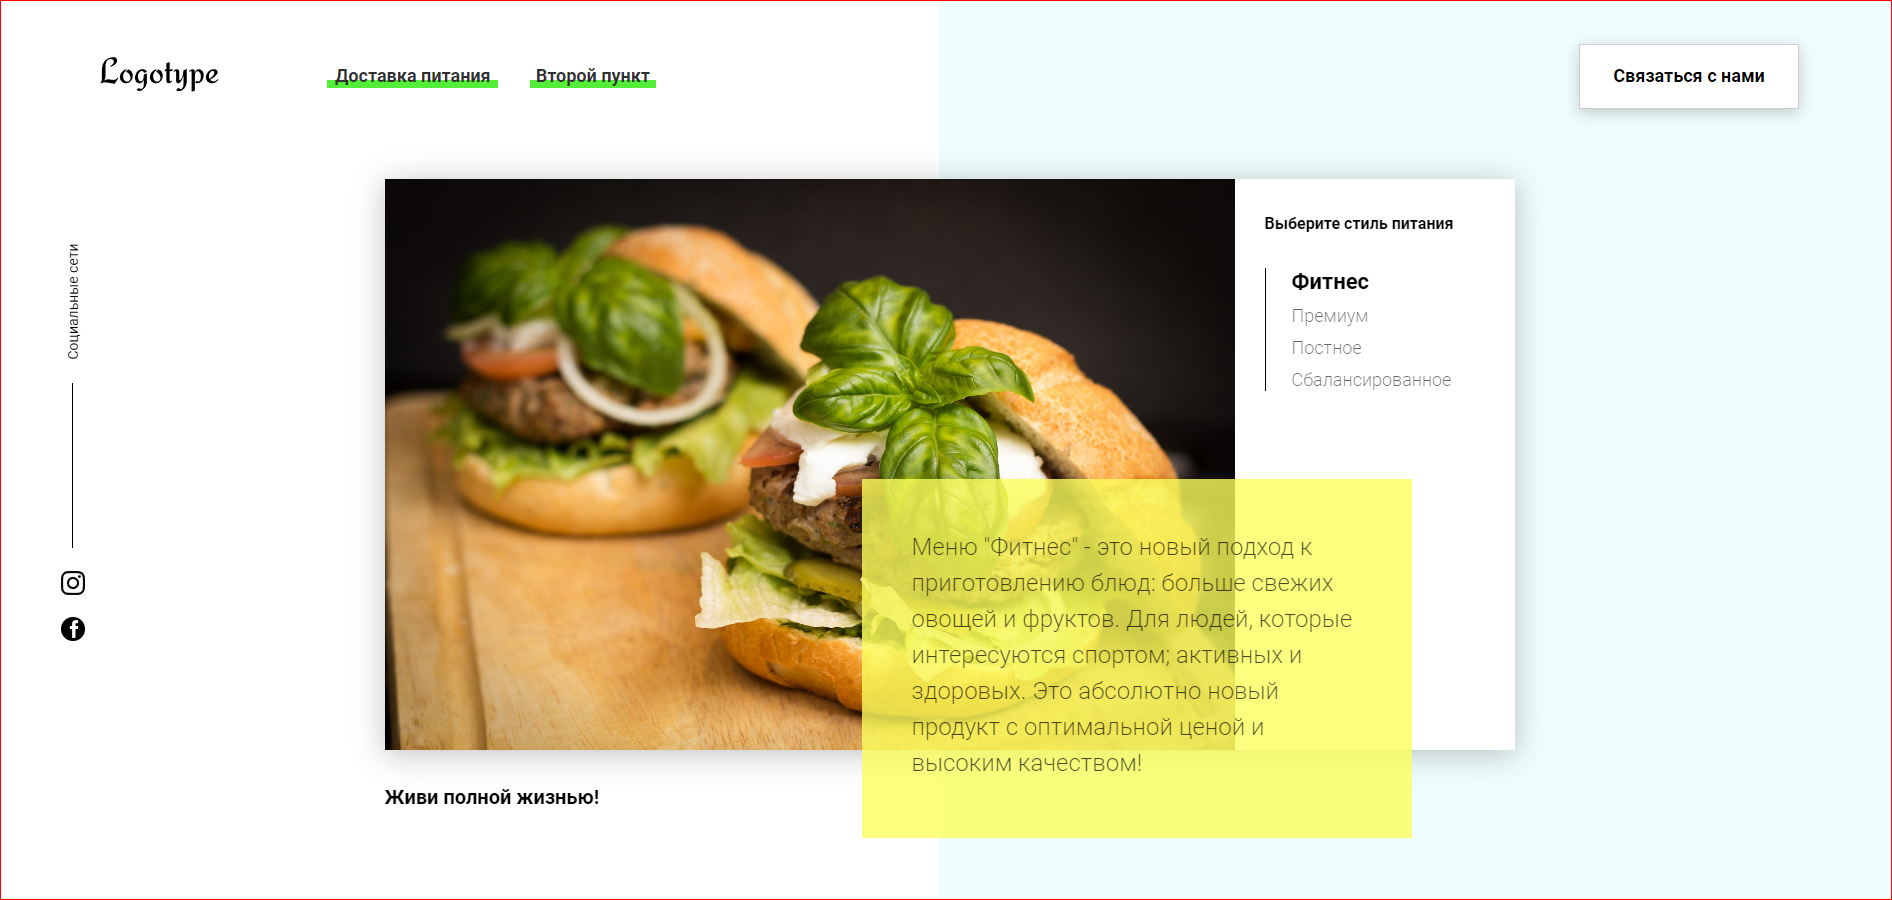 Logotype
Доставка питания
Второй пункт
Связаться с нами
Социальные сети
Выберите стиль питания
Фитнес
Премиум
Постное
Сбалансированное
Меню "Фитнес" - это новый подход к
приготовлению блюд: больше свежих
овощей и фруктов. Для людей, которые
интересуются спортом; активных и
здоровых. Это абсолютно новый
продукт с оптимальной ценой и
высоким качеством!
Живи полной жизнью!